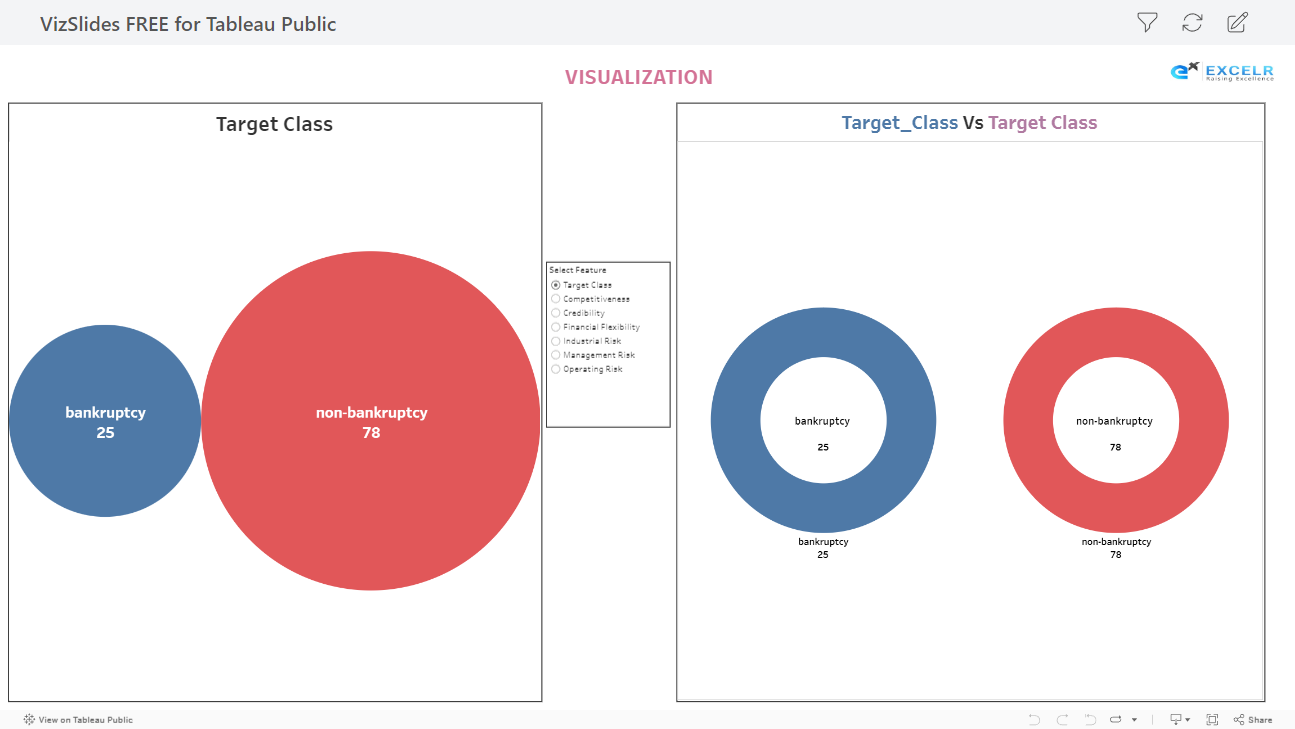 VizSlides FREE for Tableau Public
VISUALIZATION
EXCELR
Raising Excellence
Target Class
bankruptcy
25
non-bankruptcy
78
Select Feature
Target Class
Competitiveness
Credibility
Financial Flexibility
Industrial Risk
Management Risk
Operating Risk
Target_Class Vs Target Class
bankruptcy
25
bankruptcy
25
non-bankruptcy
78
non-bankruptcy
78
View on Tableau Public
Share